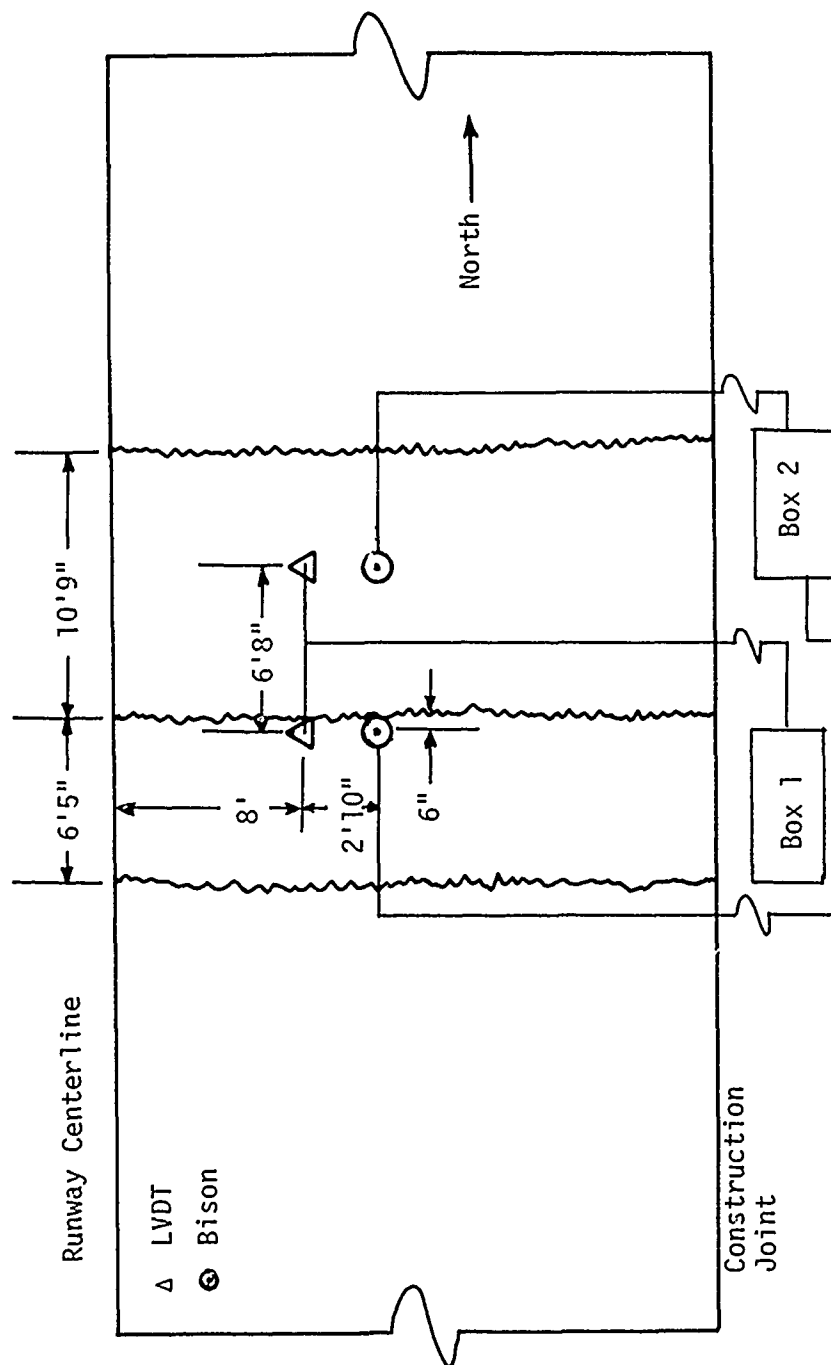 Runway Centerline
6'5"
10'9"
△ LVDT
Bison
8'
2'10"
6'8"
6"
North
Construction
Joint
Box 1
Box 2